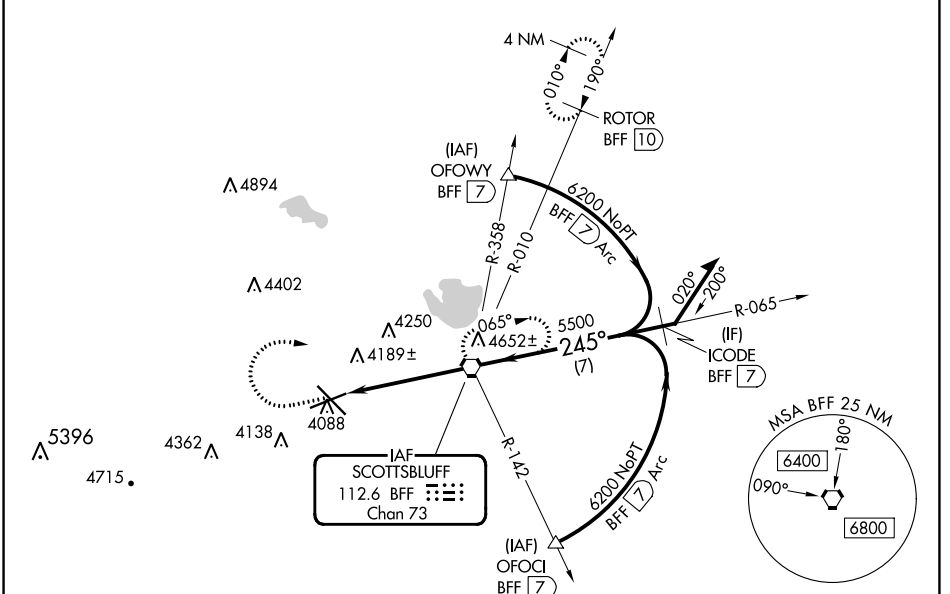 4 NM
010°
190°
ROTOR
BFF 10
(IAF)
OFOWY
BFF 7
4894
6200 NoPT
BFF 7 Arc
R-358
R-010
4402
020°
200°
R-065
4250
065°
5500
4652±
245°
(7)
(IF)
ICODE
BFF 7
4189±
4088
4138
4362
5396
4715
R-142
IAF
SCOTTSBLUFF
112.6 BFF
Chan 73
6200 NoPT
BFF 7 Arc
(IAF)
OFOCI
BFF 7
MSA BFF 25 NM
180°
6400
090°
6800